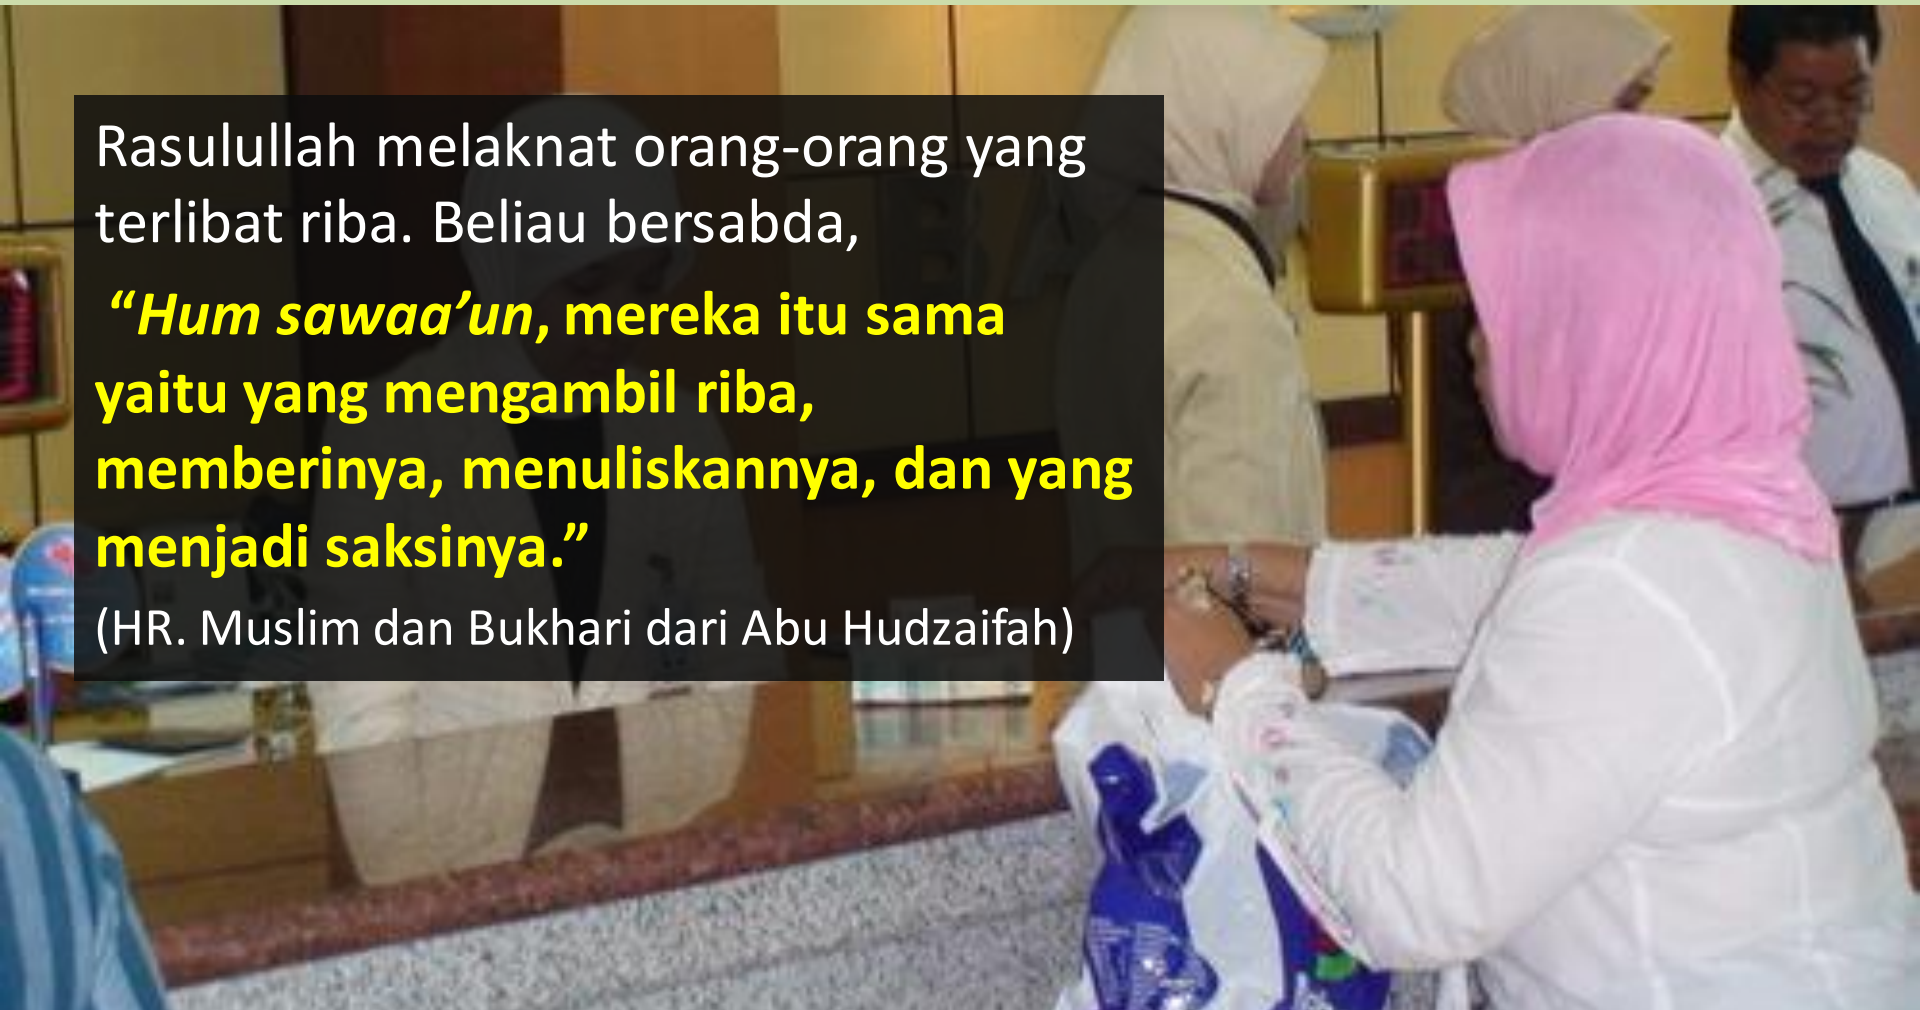 Rasulullah melaknat orang-orang yang
terlibat riba. Beliau bersabda,
“Hum sawaa’un, mereka itu sama
yaitu yang mengambil riba,
memberinya, menuliskannya, dan yang
menjadi saksinya.”
(HR. Muslim dan Bukhari dari Abu Hudzaifah)